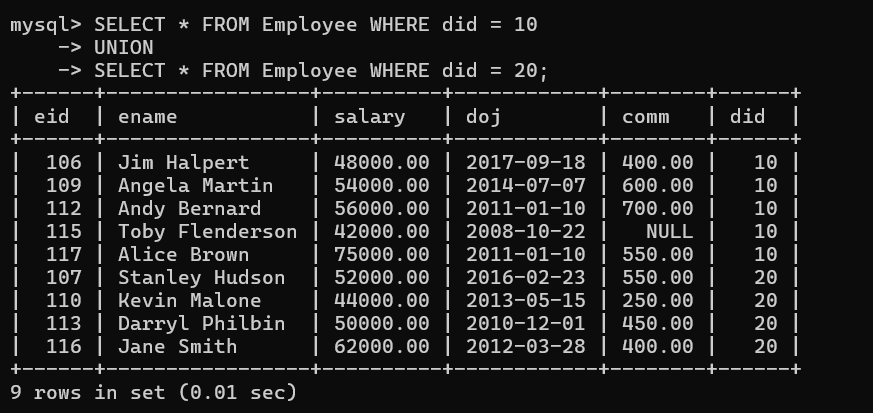 mysql> SELECT * FROM Employee WHERE did = 10
    -> UNION
    -> SELECT * FROM Employee WHERE did = 20;
+------+-----------------+----------+------------+--------+------+
| eid  | ename           | salary   | doj        | comm   | did  |
+------+-----------------+----------+------------+--------+------+
|  106 | Jim Halpert     | 48000.00 | 2017-09-18 | 400.00 |   10 |
|  109 | Angela Martin   | 54000.00 | 2014-07-07 | 600.00 |   10 |
|  112 | Andy Bernard    | 56000.00 | 2011-01-10 | 700.00 |   10 |
|  115 | Toby Flenderson | 42000.00 | 2008-10-22 |   NULL |   10 |
|  117 | Alice Brown     | 75000.00 | 2011-01-10 | 550.00 |   10 |
|  107 | Stanley Hudson  | 52000.00 | 2016-02-23 | 550.00 |   20 |
|  110 | Kevin Malone    | 44000.00 | 2013-05-15 | 250.00 |   20 |
|  113 | Darryl Philbin  | 50000.00 | 2010-12-01 | 450.00 |   20 |
|  116 | Jane Smith      | 62000.00 | 2012-03-28 | 400.00 |   20 |
+------+-----------------+----------+------------+--------+------+
9 rows in set (0.01 sec)